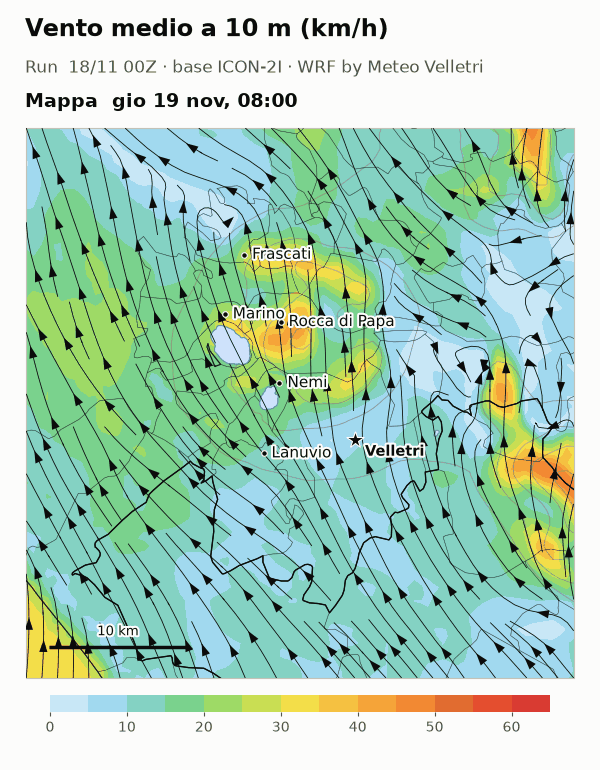 Vento medio a 10 m (km/h)
Run 18/11 00Z · base ICON-2I · WRF by Meteo Velletri
Mappa gio 19 nov, 08:00
Frascati
Marino
Rocca di Papa
Nemi
Velletri
Lanuvio
10 km
0 10 20 30 40 50 60